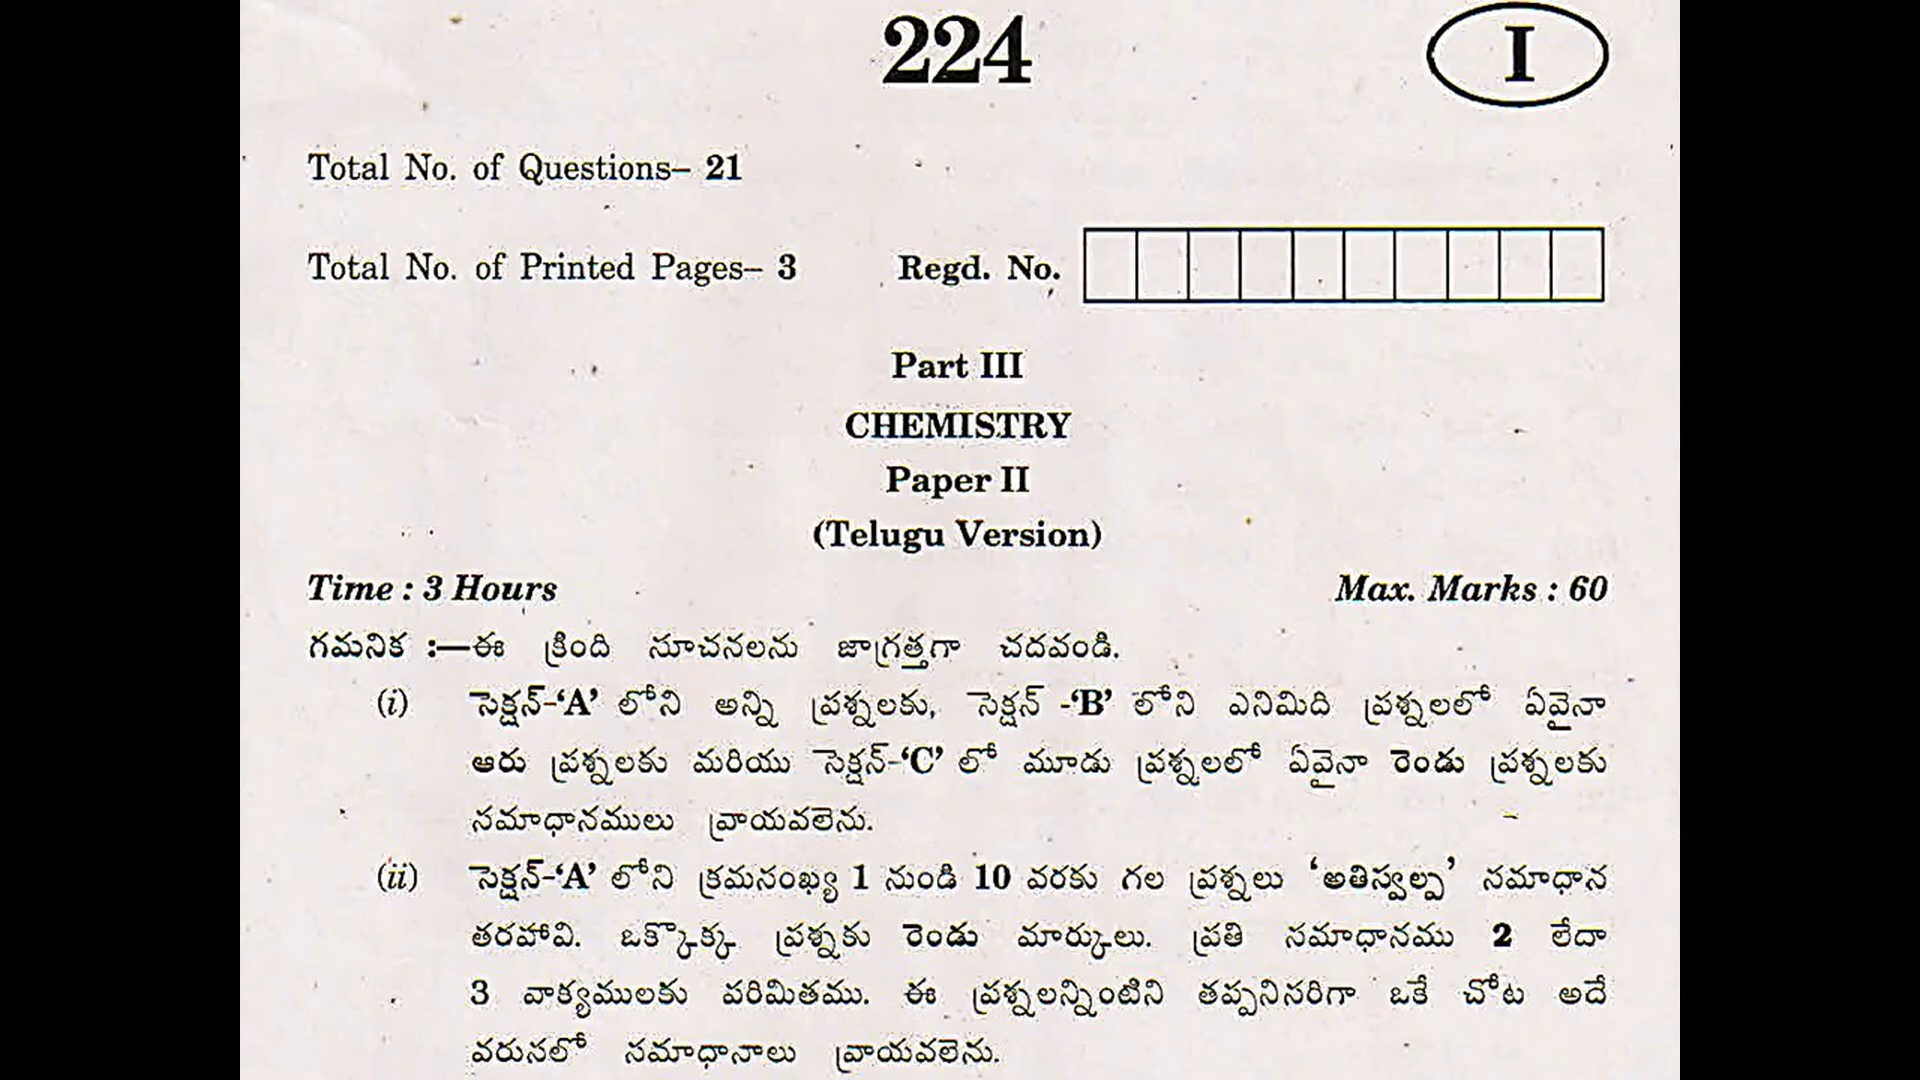 224
I
Total No. of Questions– 21
Total No. of Printed Pages– 3 Regd. No.
Part III
CHEMISTRY
Paper II
(Telugu Version)
Time : 3 Hours Max. Marks : 60
గమనిక :—ఈ క్రింది సూచనలను జాగ్రత్తగా చదవండి.
(i) సెక్షన్-‘A’ లోని అన్ని ప్రశ్నలకు, సెక్షన్ -‘B’ లోని ఎనిమిది ప్రశ్నలలో ఏవైనా
ఆరు ప్రశ్నలకు మరియు సెక్షన్-‘C’ లో మూడు ప్రశ్నలలో ఏవైనా రెండు ప్రశ్నలకు
సమాధానములు వ్రాయవలెను.
(ii) సెక్షన్-‘A’ లోని క్రమసంఖ్య 1 నుండి 10 వరకు గల ప్రశ్నలు ‘అతిస్వల్ప’ సమాధాన
తరహావి. ఒక్కొక్క ప్రశ్నకు రెండు మార్కులు. ప్రతి సమాధానము 2 లేదా
3 వాక్యములకు పరిమితము. ఈ ప్రశ్నలన్నింటిని తప్పనిసరిగా ఒకే చోట అదే
వరుసలో సమాధానాలు వ్రాయవలెను.